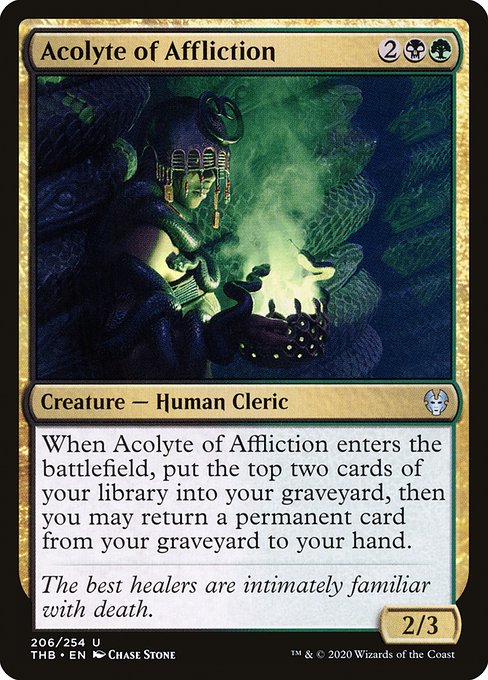 Acolyte of Affliction 2
Creature — Human Cleric
When Acolyte of Affliction enters the
battlefield, put the top two cards of
your library into your graveyard, then
you may return a permanent card
from your graveyard to your hand.
The best healers are intimately familiar
with death.
2/3
206/254 U
THB • EN Chase Stone
™ & © 2020 Wizards of the Coast